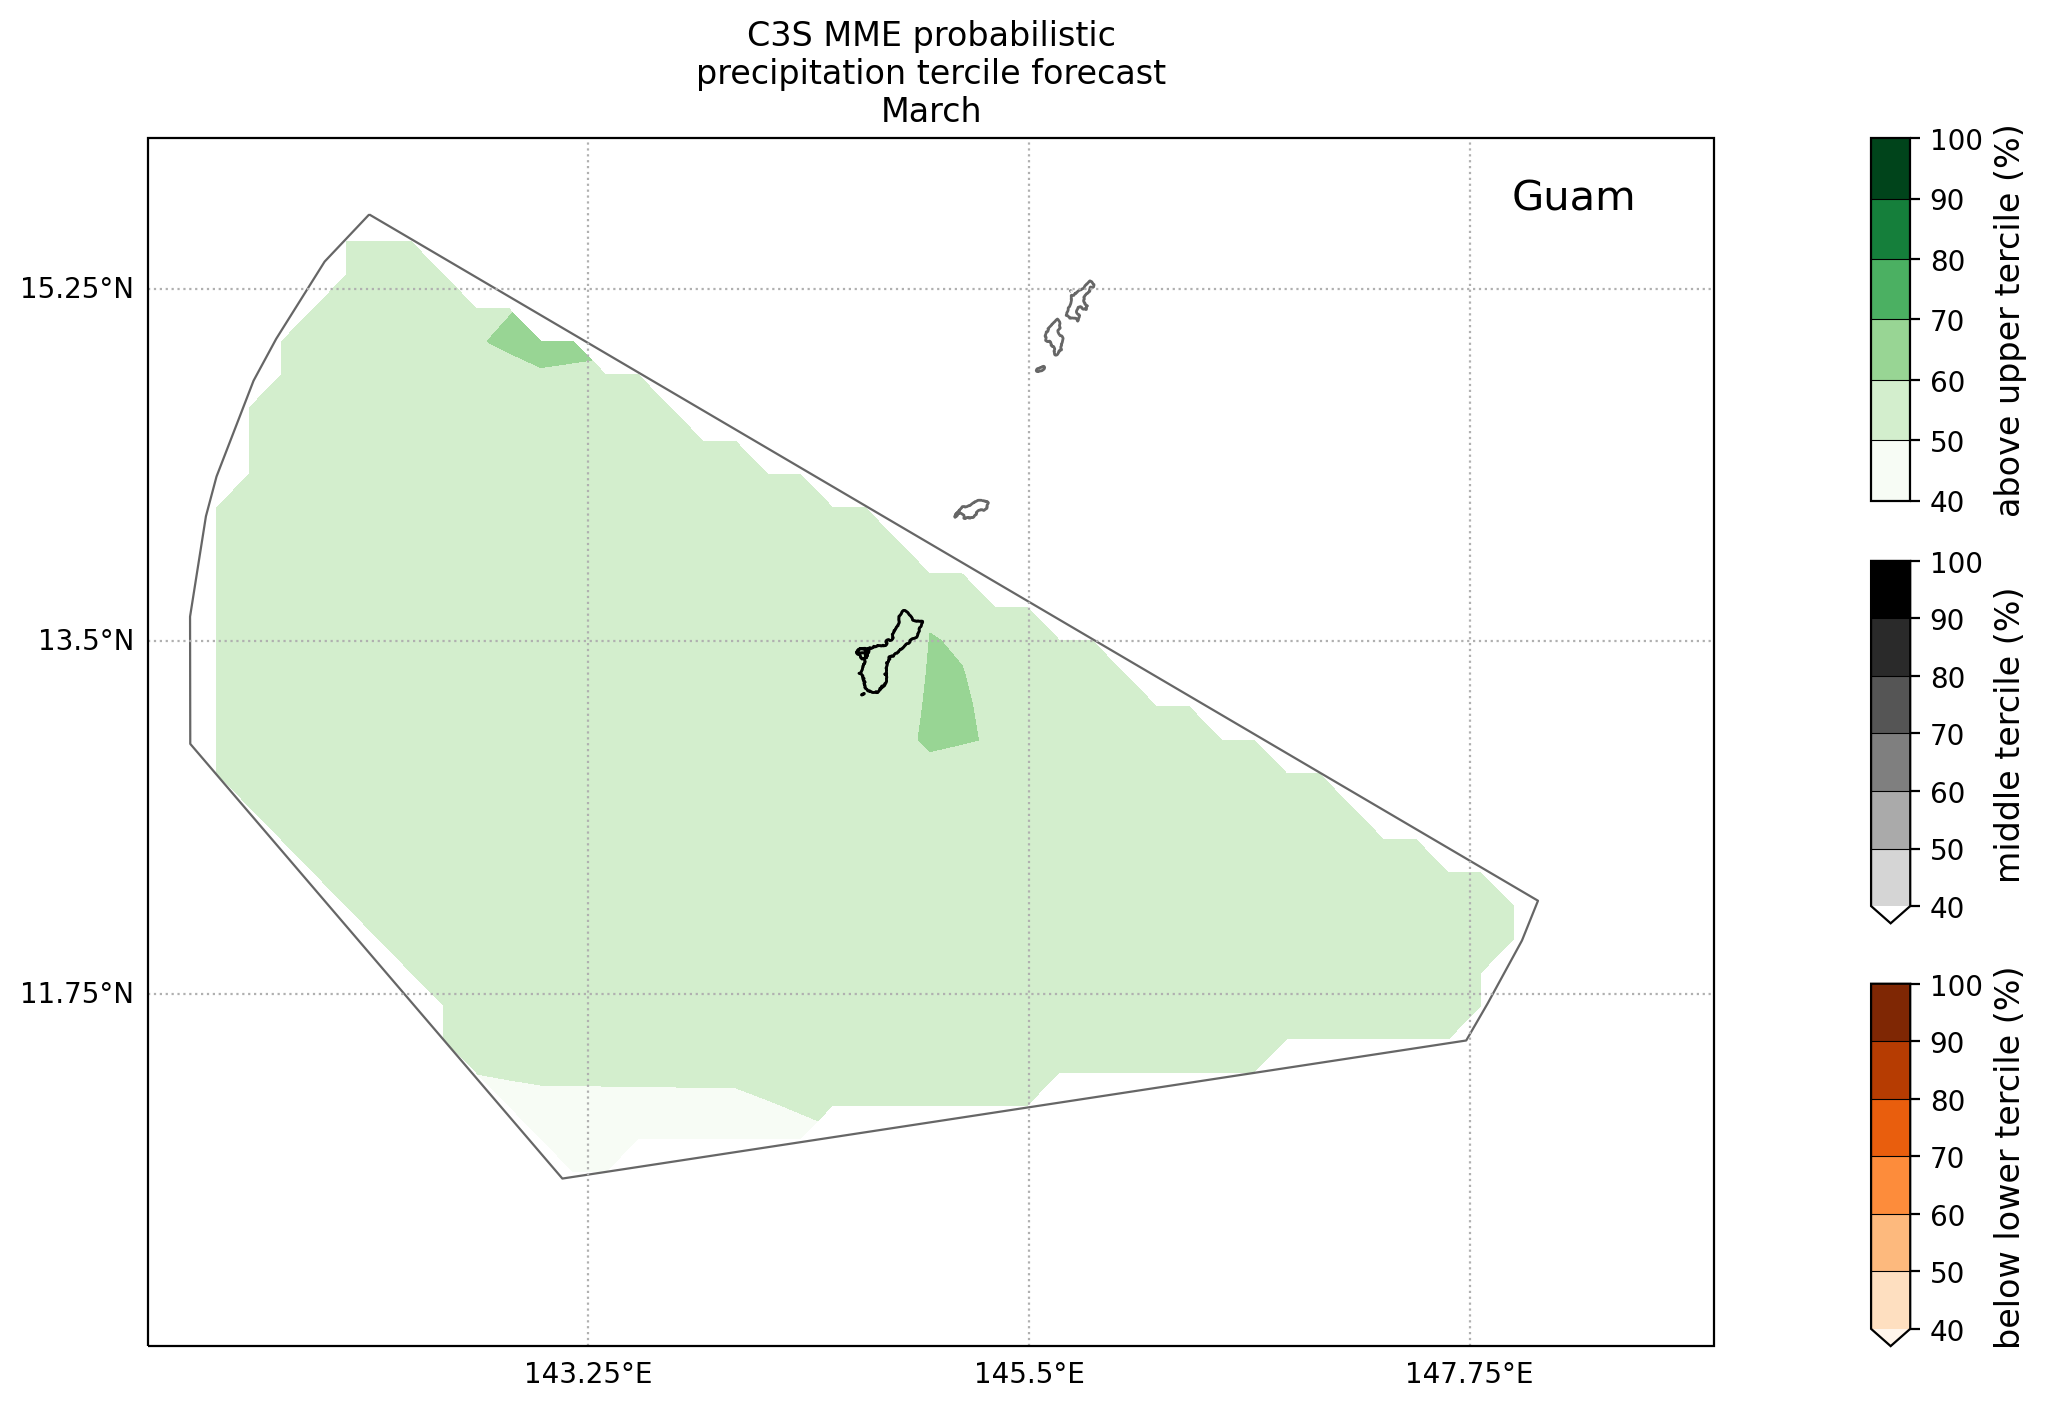 C3S MME probabilistic
precipitation tercile forecast
March
Guam
15.25°N
13.5°N
11.75°N
143.25°E
145.5°E
147.75°E
100
90
80
70
60
50
40
above upper tercile (%)
100
90
80
70
60
50
40
middle tercile (%)
100
90
80
70
60
50
40
below lower tercile (%)